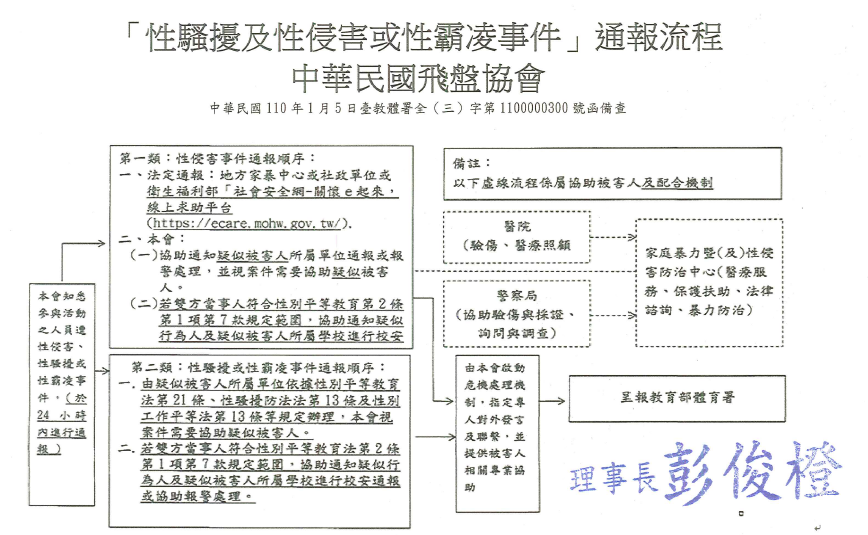 「性騷擾及性侵害或性霸凌事件」通報流程
中華民國飛盤協會
中華民國 110 年 1 月 5 日臺教體署全（三）字第 1100000300 號函備查
本會知悉
參與活動
之人員遭
性侵害、
性騷擾或
性霸凌事
件，（於
24 小時
內進行通
報）
第一類：性侵害事件通報順序：
一、法定通報：地方家暴中心或社政單位或
衛生福利部「社會安全網-關懷 e 起來，
線上求助平台
(https://ecare.mohw.gov.tw/).
二、本會：
(一)協助通知疑似被害人所屬單位通報或報
警處理，並視案件需要協助疑似被害
人。
(二)若雙方當事人符合性別平等教育第 2 條
第 1 項第 7 款規定範圍，協助通知疑似
行為人及疑似被害人所屬學校進行校安
第二類：性騷擾或性霸凌事件通報順序：
一. 由疑似被害人所屬單位依據性別平等教育
法第 21 條、性騷擾防法法第 13 條及性別
工作平等法第 13 條等規定辦理，本會視
案件需要協助疑似被害人。
二. 若雙方當事人符合性別平等教育法第 2 條
第 1 項第 7 款規定範圍，協助通知疑似行
為人及疑似被害人所屬學校進行校安通報
或協助報警處理。
備註：
以下虛線流程係屬協助被害人及配合機制
醫院
(驗傷、醫療照顧
警察局
(協助驗傷與採證、
詢問與調查)
家庭暴力暨(及)性侵
害防治中心(醫療服
務、保護扶助、法律
諮詢、暴力防治)
由本會啟動
危機處理機
制，指定專
人對外發言
及聯繫，並
提供被害人
相關專業協
助
呈報教育部體育署
理事長彭俊橙